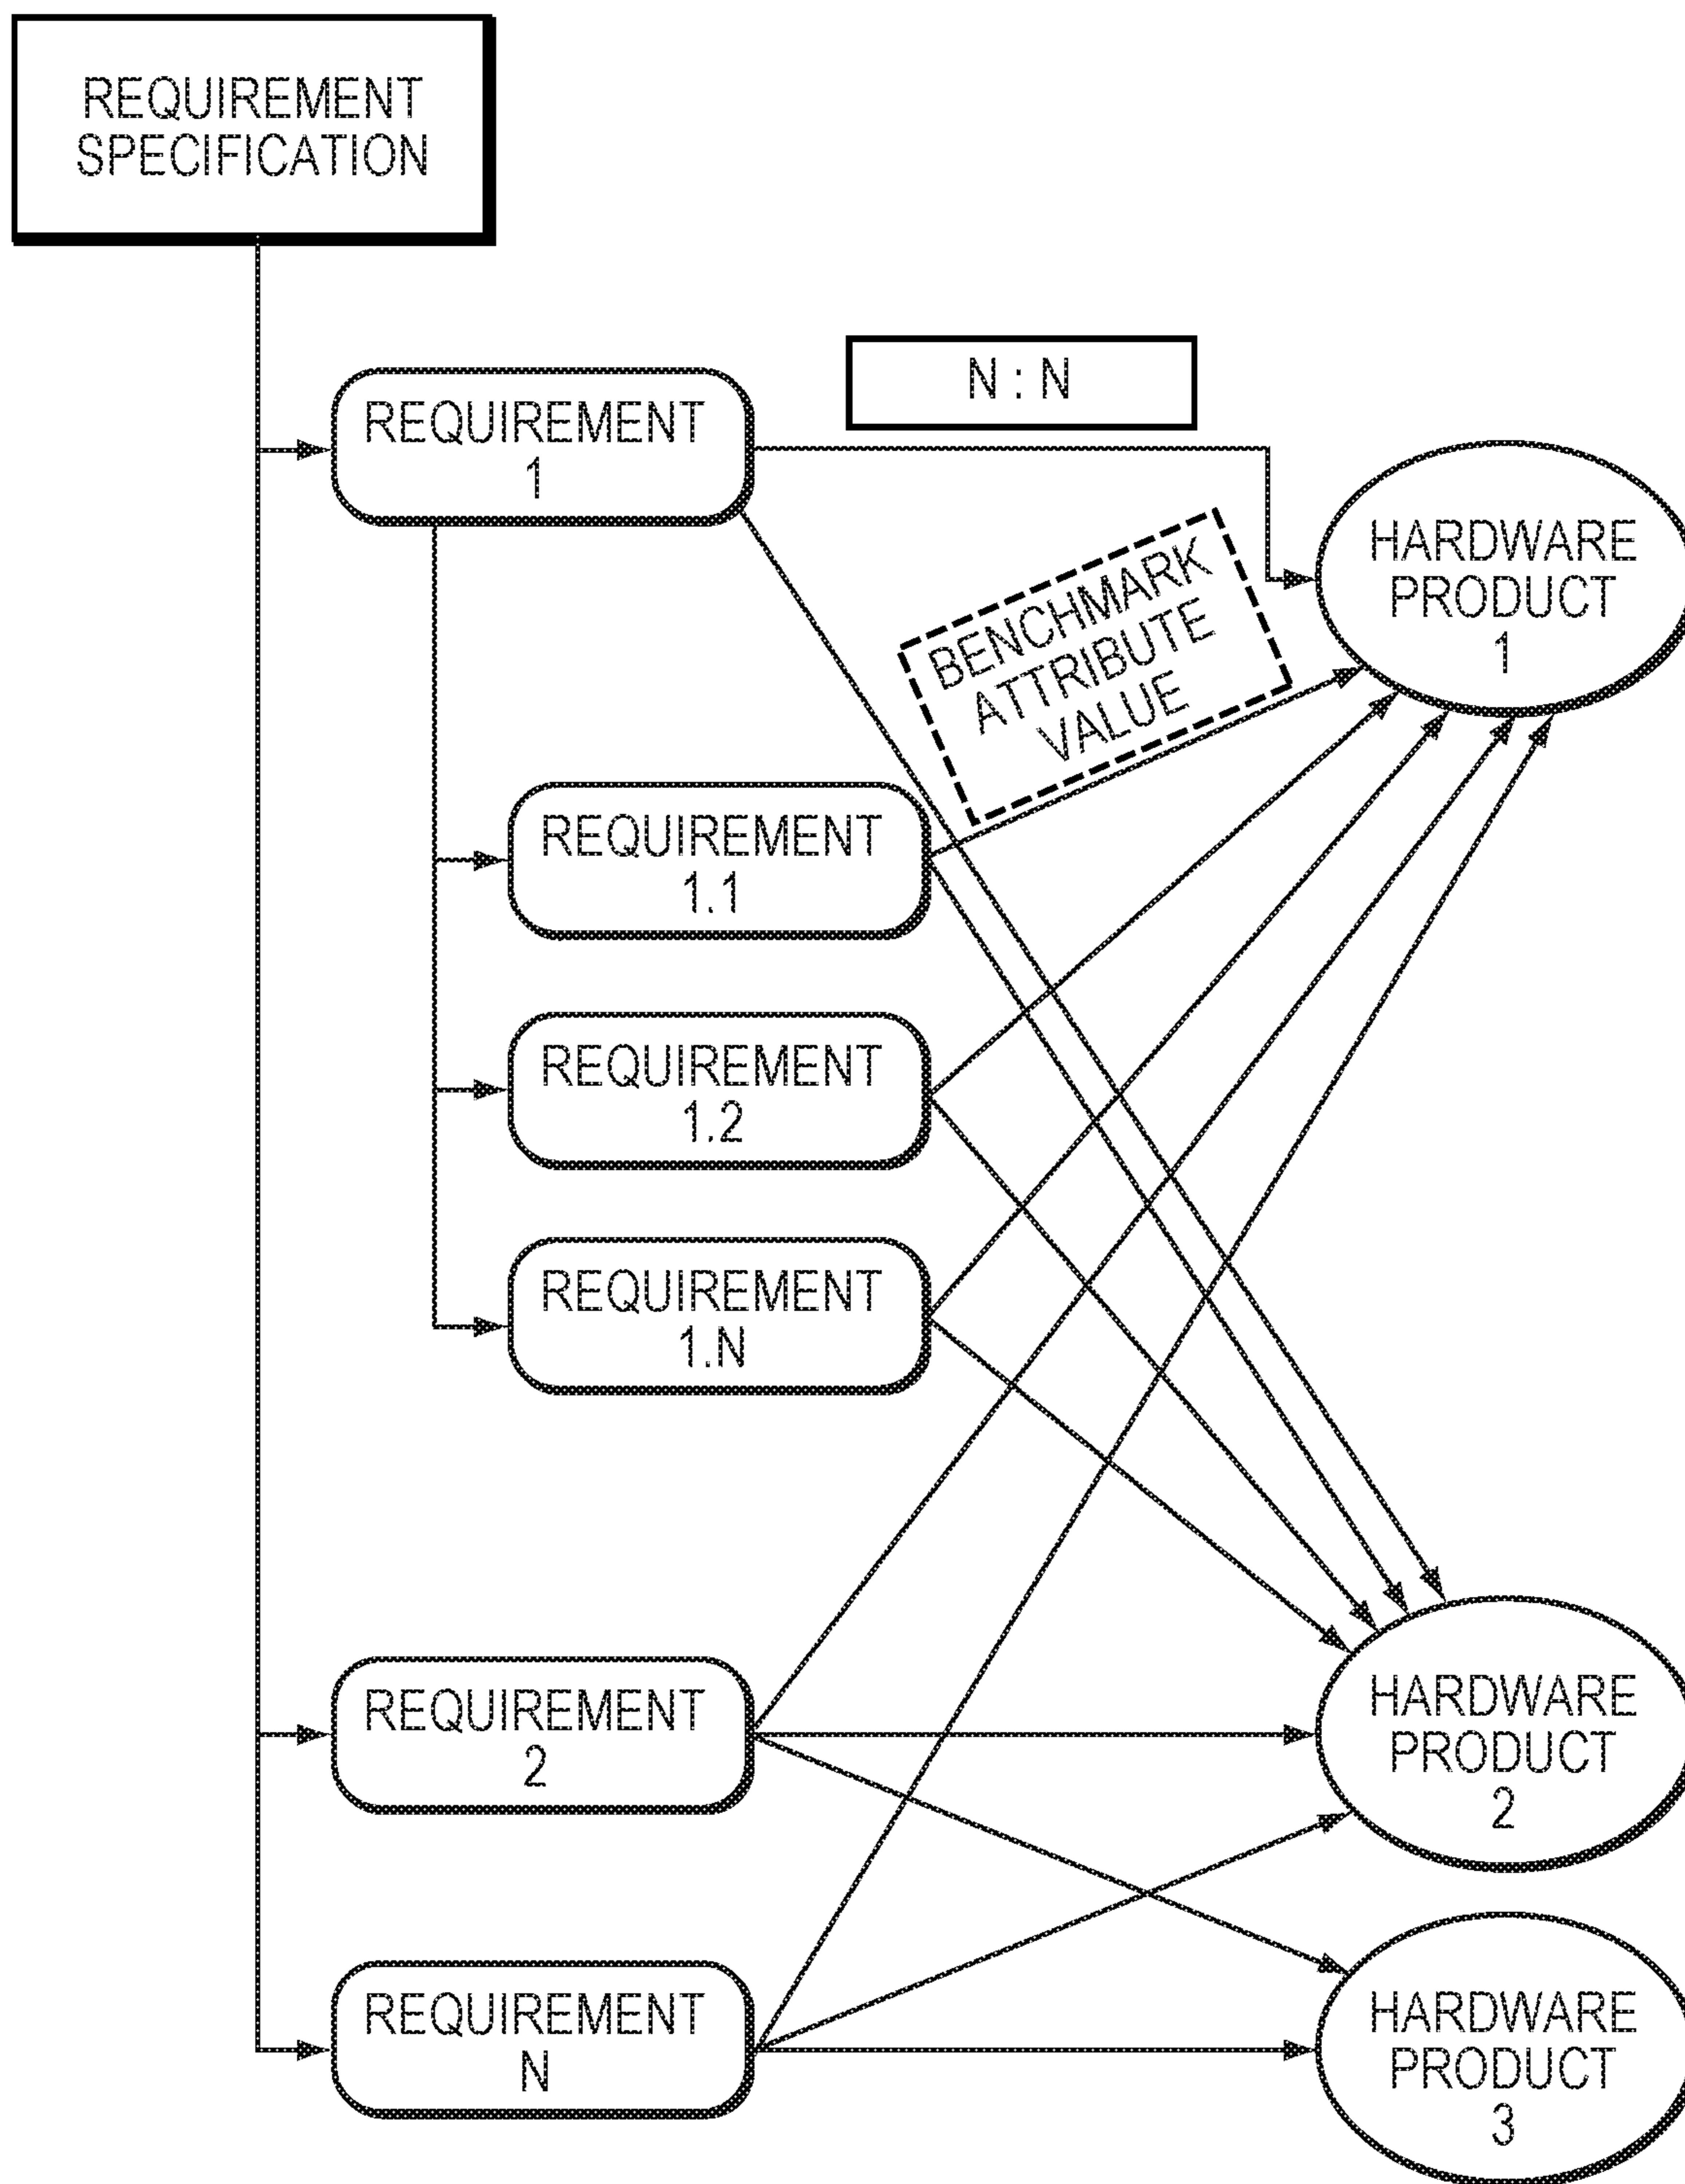 REQUIREMENT
SPECIFICATION
N : N
REQUIREMENT
1
HARDWARE
PRODUCT
1
BENCHMARK
ATTRIBUTE
VALUE
REQUIREMENT
1.1
REQUIREMENT
1.2
REQUIREMENT
1.N
REQUIREMENT
2
HARDWARE
PRODUCT
2
REQUIREMENT
N
HARDWARE
PRODUCT
3